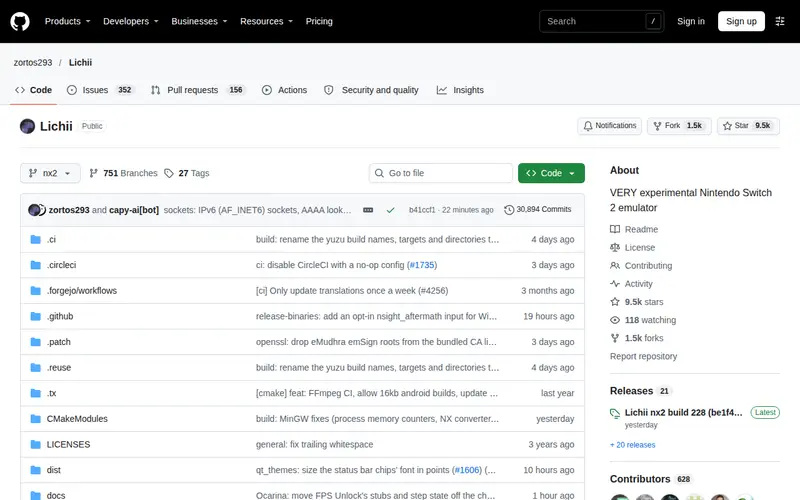 Products Developers Businesses Resources Pricing Search / Sign in Sign up
zortos293 / Lichii
Code Issues 352 Pull requests 156 Actions Security and quality Insights
Lichii Public Notifications Fork 1.5k Star 9.5k
nx2 751 Branches 27 Tags Go to file Code
zortos293 and capy-ai[bot] sockets: IPv6 (AF_INET6) sockets, AAAA look… b41ccf1 · 22 minutes ago 30,894 Commits
.ci build: rename the yuzu build names, targets and directories t… 4 days ago
.circleci ci: disable CircleCI with a no-op config (#1735) 3 days ago
.forgejo/workflows [ci] Only update translations once a week (#4256) 3 months ago
.github release-binaries: add an opt-in nsight_aftermath input for Wi… 19 hours ago
.patch openssl: drop eMudhra emSign roots from the bundled CA li… 3 days ago
.reuse build: rename the yuzu build names, targets and directories t… 4 days ago
.tx [cmake] feat: FFmpeg CI, allow 16kb android builds, update … last year
CMakeModules build: MinGW fixes (process memory counters, NX converter… yesterday
LICENSES general: fix trailing whitespace 3 years ago
dist qt_themes: size the status bar chips' font in points (#1606) (… 10 hours ago
docs Ocarina: move FPS Unlock's stubs and step state off the ch… 1 hour ago
About
VERY experimental Nintendo Switch
2 emulator
Readme
License
Contributing
Activity
9.5k stars
118 watching
1.5k forks
Report repository
Releases 21
Lichii nx2 build 228 (be1f4… Latest
yesterday
+ 20 releases
Contributors 628